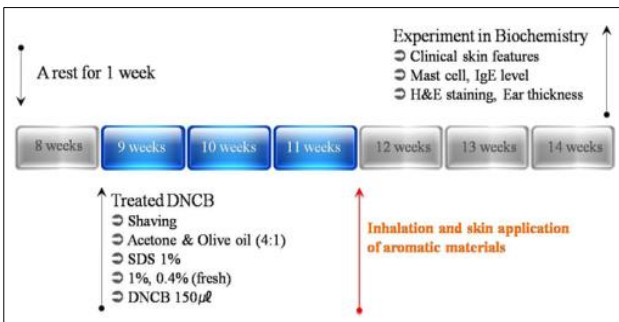 Experiment in Biochemistry
➲ Clinical skin features
➲ Mast cell, IgE level
➲ H&E staining, Ear thickness
A rest for 1 week
8 weeks
9 weeks
10 weeks
11 weeks
12 weeks
13 weeks
14 weeks
Treated DNCB
➲ Shaving
➲ Acetone & Olive oil (4:1)
➲ SDS 1%
➲ 1%, 0.4% (fresh)
➲ DNCB 150㎕
Inhalation and skin application
of aromatic materials